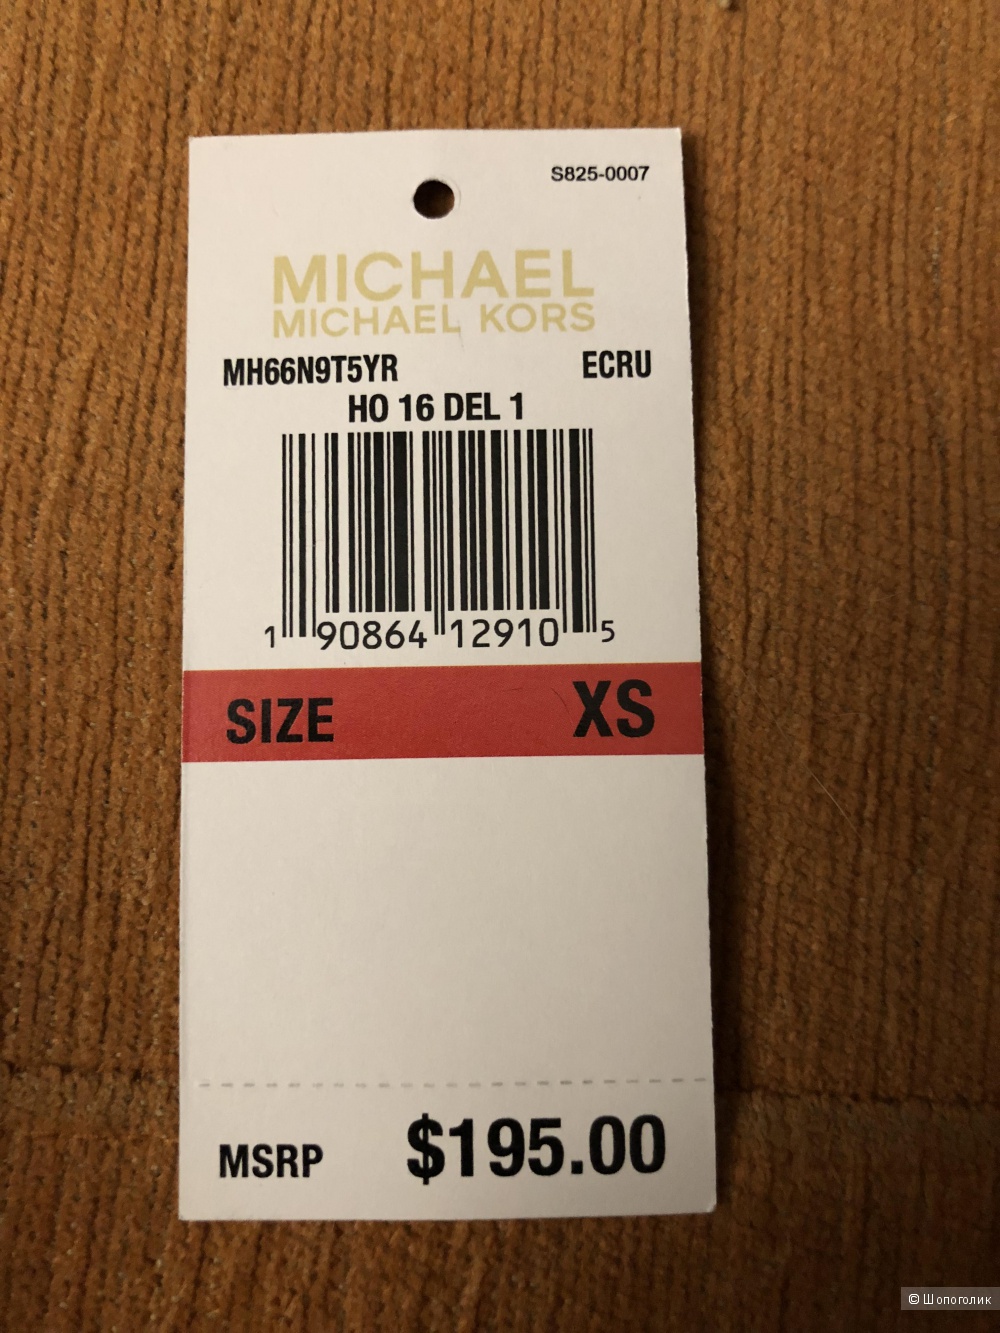 S825-0007
MICHAEL
MICHAEL KORS
MH66N9T5YR ECRU
HO 16 DEL 1
1 90864 12910 5
SIZE XS
MSRP $195.00
© Шопоголик